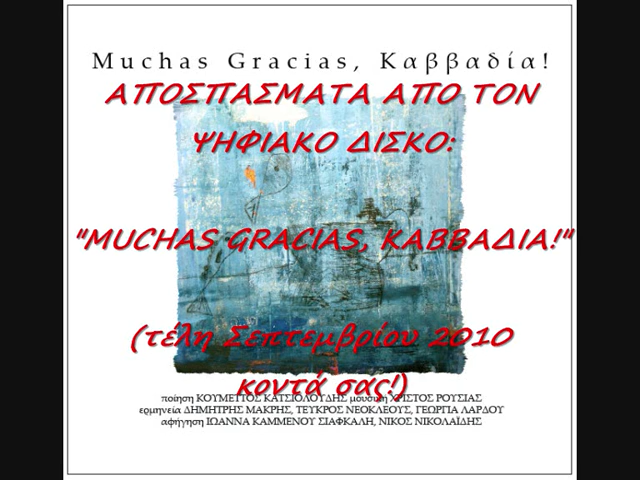 Muchas Gracias, Καββαδία!
ΑΠΟΣΠΑΣΜΑΤΑ ΑΠΟ ΤΟΝ
ΨΗΦΙΑΚΟ ΔΙΣΚΟ:
"MUCHAS GRACIAS, ΚΑΒΒΑΔΙΑ!"
(τέλη Σεπτεμβρίου 2010
κοντά σας!)
ποίηση ΚΟΥΜΕΤΤΟΣ ΚΑΤΣΙΟΛΟΥΔΗΣ μουσική ΧΡΙΣΤΟΣ ΡΟΥΣΙΑΣ
ερμηνεία ΔΗΜΗΤΡΗΣ ΜΑΚΡΗΣ, ΤΕΥΚΡΟΣ ΝΕΟΚΛΕΟΥΣ, ΓΕΩΡΓΙΑ ΛΑΡΔΟΥ
αφήγηση ΙΩΑΝΝΑ ΚΑΜΜΕΝΟΥ ΣΙΑΦΚΑΛΗ, ΝΙΚΟΣ ΝΙΚΟΛΑΪΔΗΣ